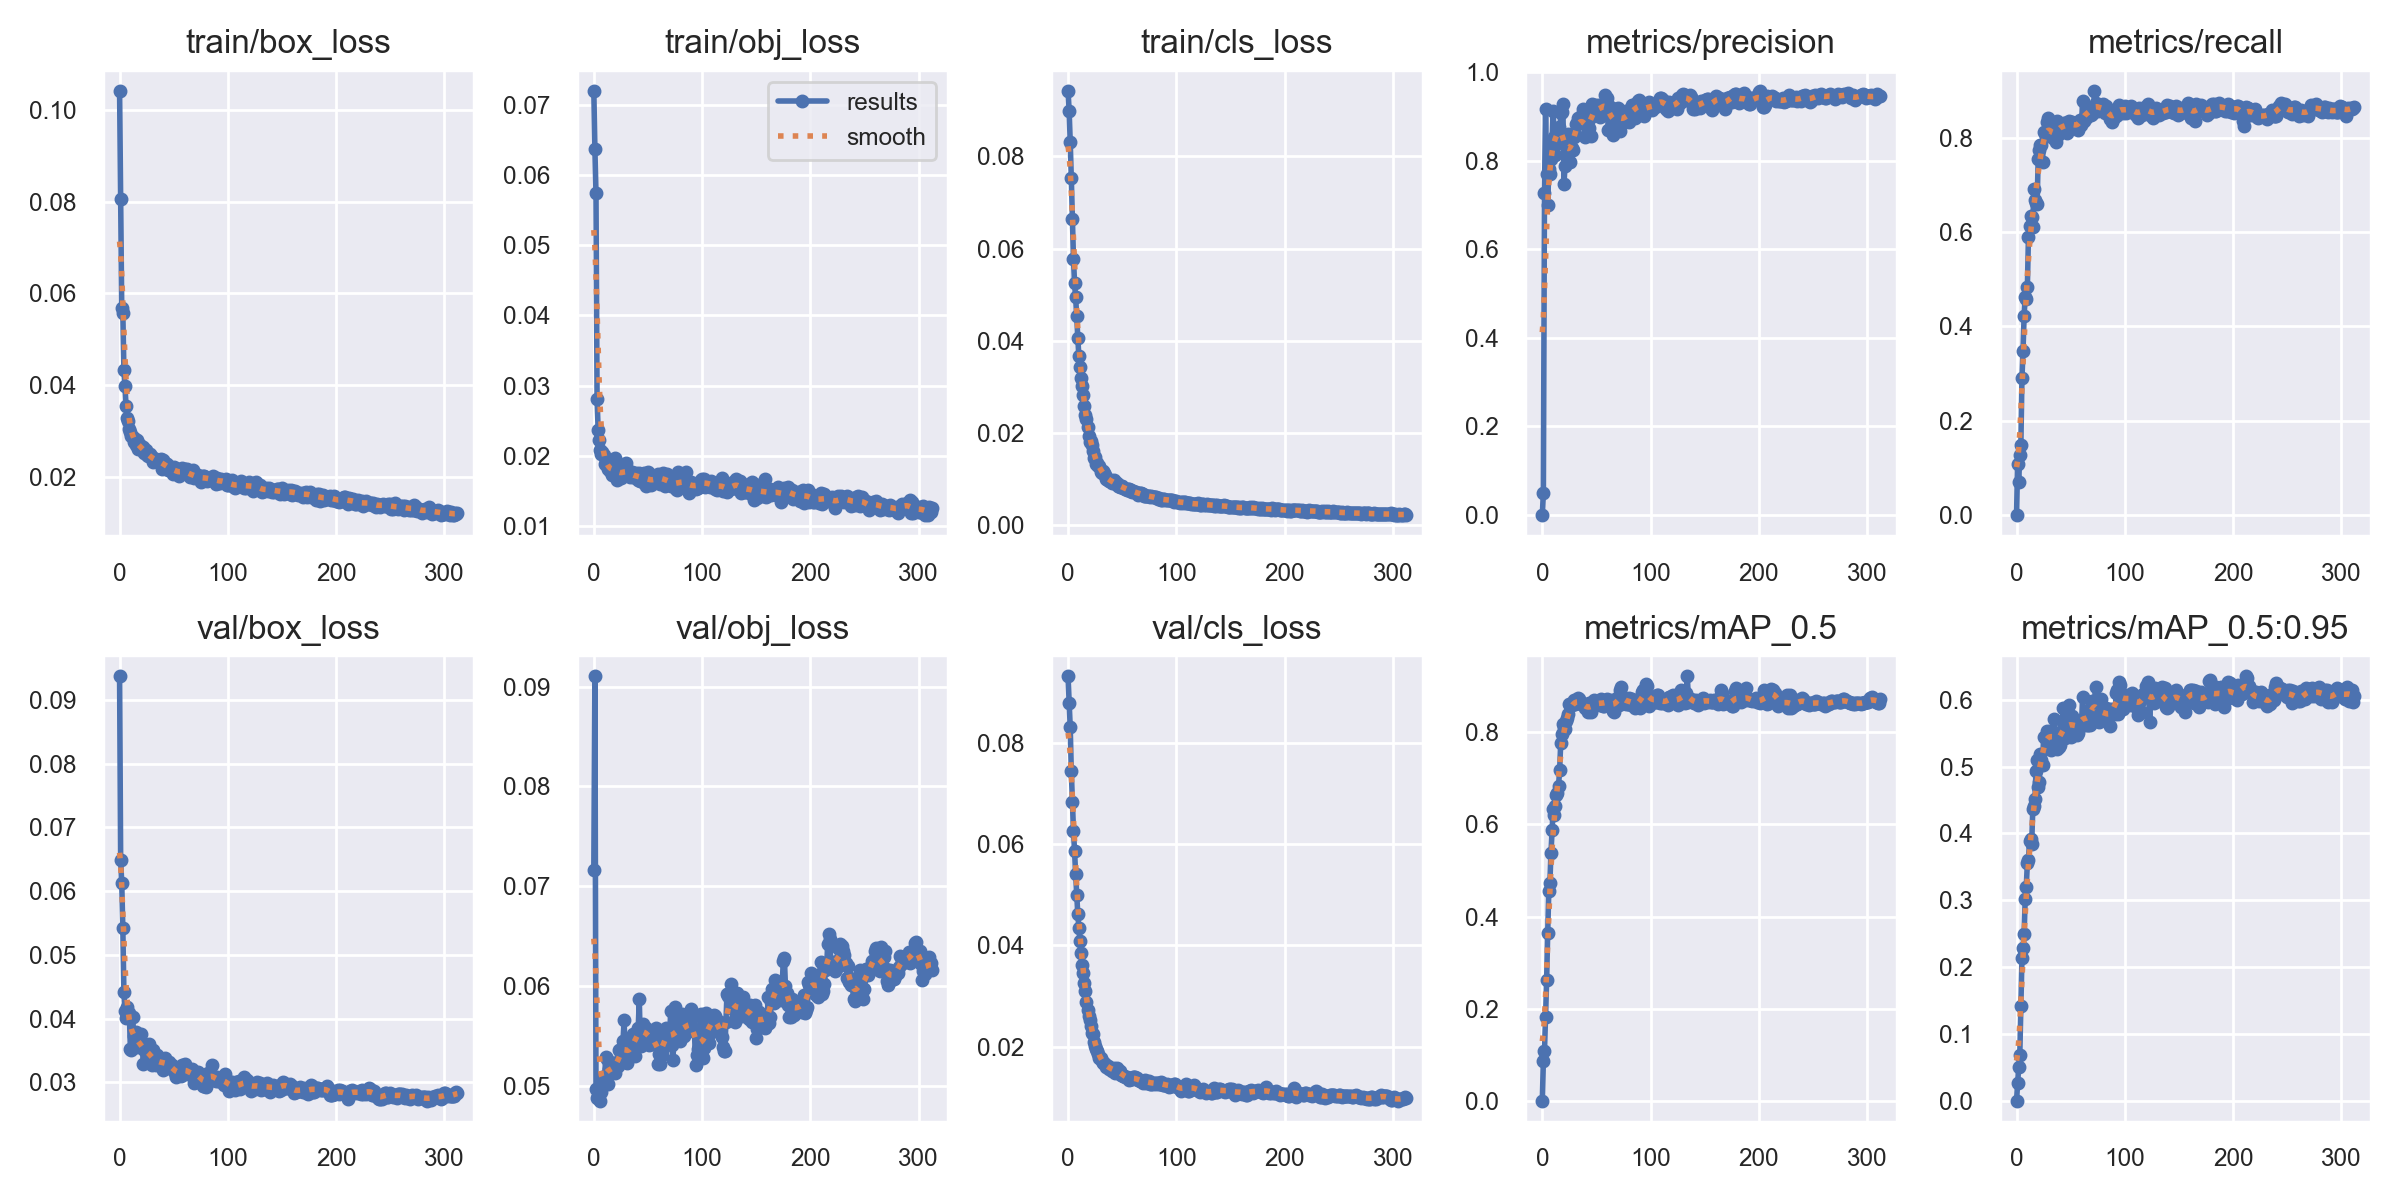 train/box_loss
0.10
0.08
0.06
0.04
0.02
0 100 200 300
train/obj_loss
results
smooth
0.07
0.06
0.05
0.04
0.03
0.02
0.01
0 100 200 300
train/cls_loss
0.08
0.06
0.04
0.02
0.00
0 100 200 300
metrics/precision
1.0
0.8
0.6
0.4
0.2
0.0
0 100 200 300
metrics/recall
0.8
0.6
0.4
0.2
0.0
0 100 200 300
val/box_loss
0.09
0.08
0.07
0.06
0.05
0.04
0.03
0 100 200 300
val/obj_loss
0.09
0.08
0.07
0.06
0.05
0 100 200 300
val/cls_loss
0.08
0.06
0.04
0.02
0 100 200 300
metrics/mAP_0.5
0.8
0.6
0.4
0.2
0.0
0 100 200 300
metrics/mAP_0.5:0.95
0.6
0.5
0.4
0.3
0.2
0.1
0.0
0 100 200 300